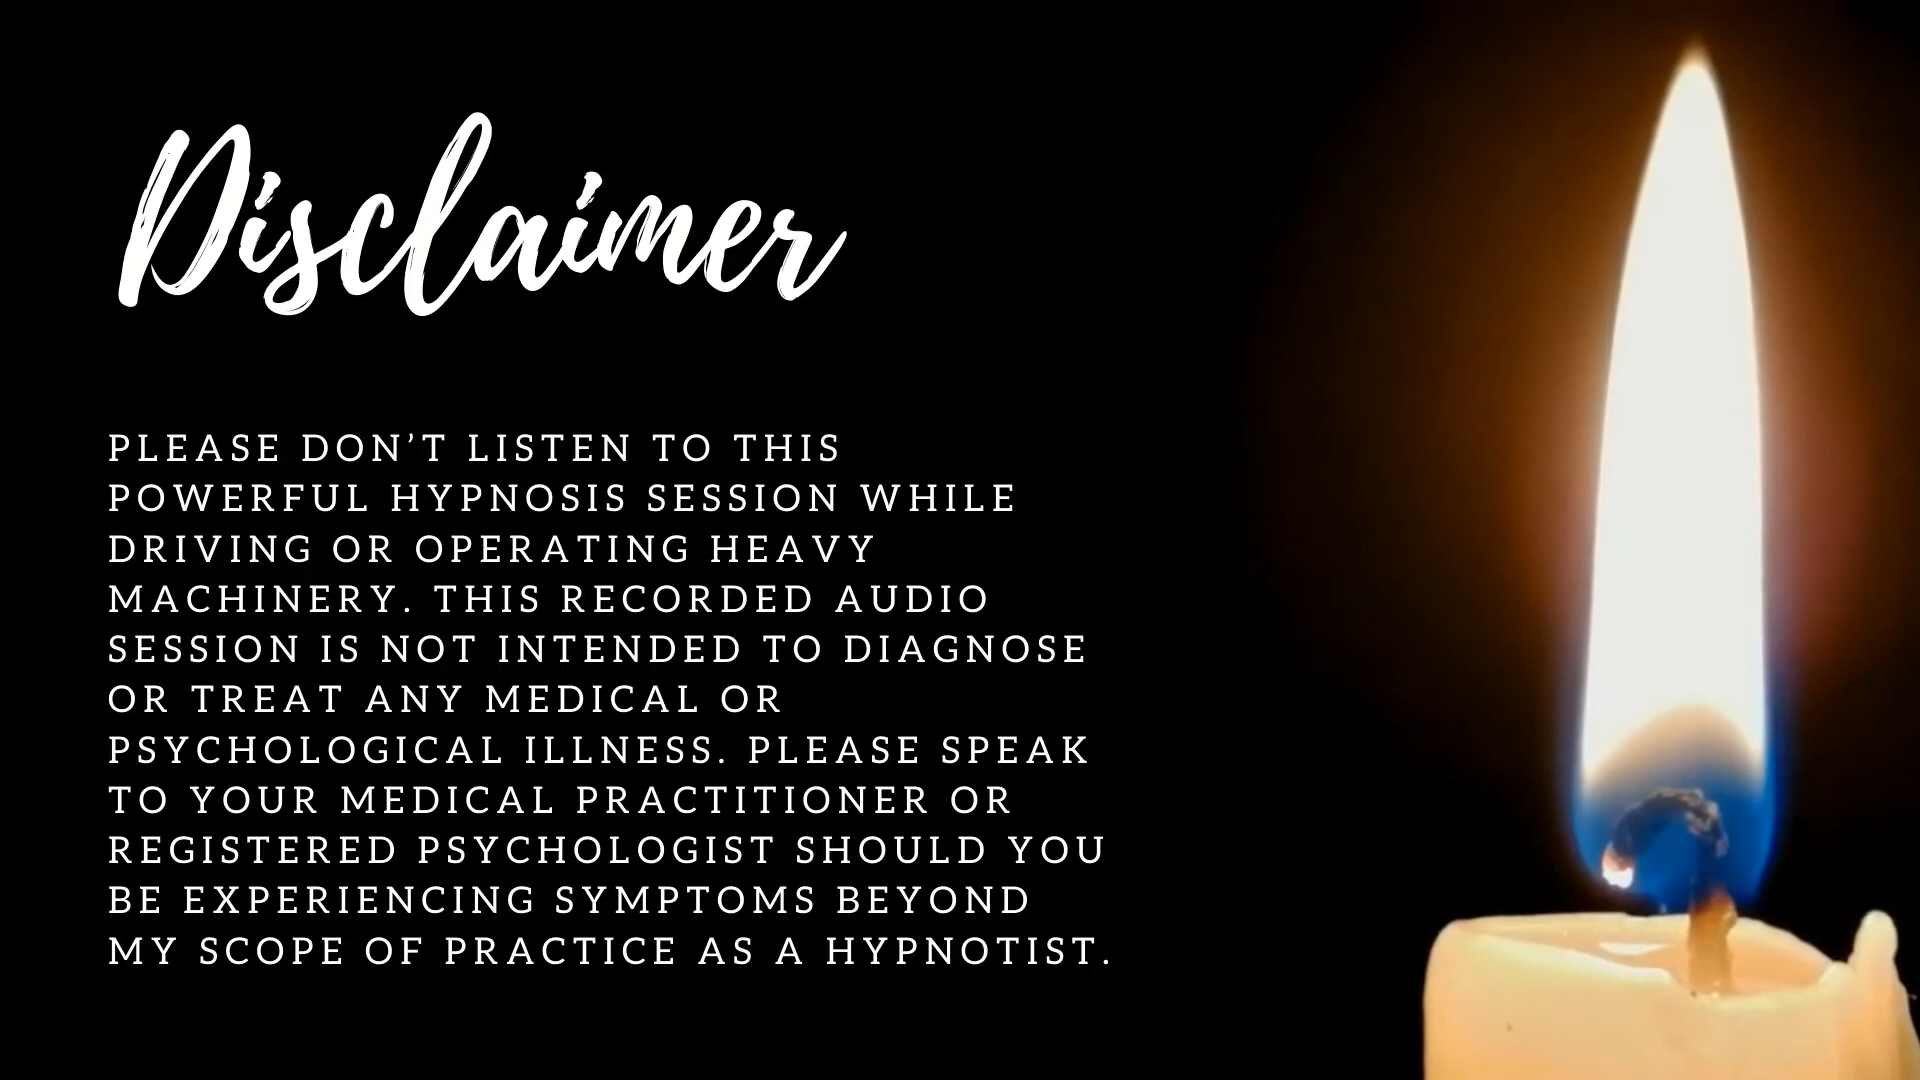 Disclaimer
PLEASE DON’T LISTEN TO THIS
POWERFUL HYPNOSIS SESSION WHILE
DRIVING OR OPERATING HEAVY
MACHINERY. THIS RECORDED AUDIO
SESSION IS NOT INTENDED TO DIAGNOSE
OR TREAT ANY MEDICAL OR
PSYCHOLOGICAL ILLNESS. PLEASE SPEAK
TO YOUR MEDICAL PRACTITIONER OR
REGISTERED PSYCHOLOGIST SHOULD YOU
BE EXPERIENCING SYMPTOMS BEYOND
MY SCOPE OF PRACTICE AS A HYPNOTIST.